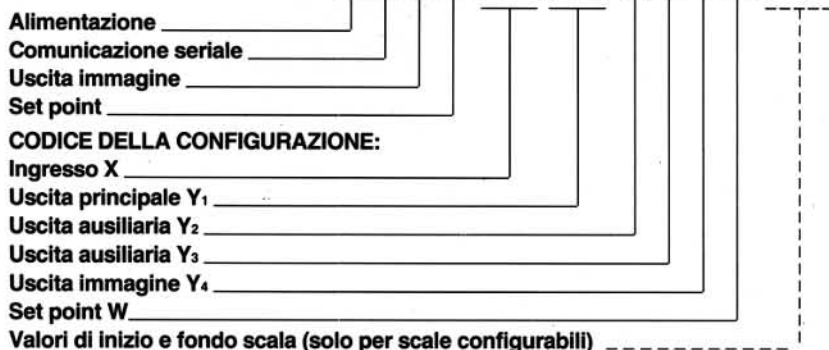 Alimentazione
Comunicazione seriale
Uscita immagine
Set point
CODICE DELLA CONFIGURAZIONE:
Ingresso X
Uscita principale Y₁
Uscita ausiliaria Y₂
Uscita ausiliaria Y₃
Uscita immagine Y₄
Set point W
Valori di inizio e fondo scala (solo per scale configurabili)